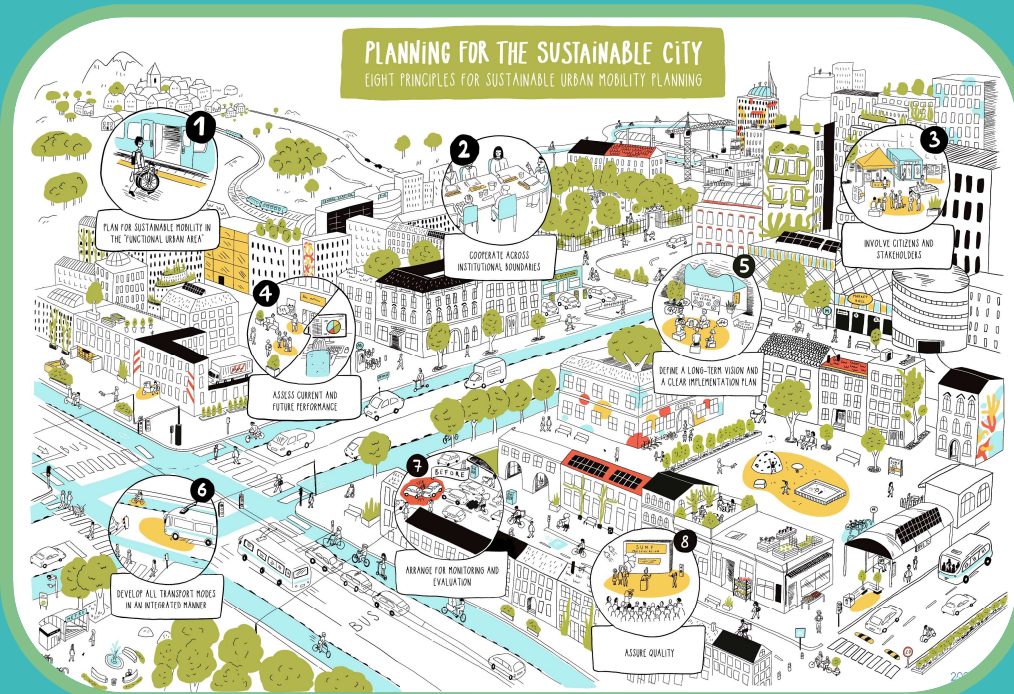 PLANNING FOR THE SUSTAINABLE CITY
EIGHT PRINCIPLES FOR SUSTAINABLE URBAN MOBILITY PLANNING
1
PLAN FOR SUSTAINABLE MOBILITY IN
THE "FUNCTIONAL URBAN AREA"
2
COOPERATE ACROSS
INSTITUTIONAL BOUNDARIES
3
INVOLVE CITIZENS AND
STAKEHOLDERS
4
ASSESS CURRENT AND
FUTURE PERFORMANCE
5
DEFINE A LONG-TERM VISION AND
A CLEAR IMPLEMENTATION PLAN
6
DEVELOP ALL TRANSPORT MODES
IN AN INTEGRATED MANNER
7
BEFORE
ARRANGE FOR MONITORING AND
EVALUATION
8
SUMP
ASSURE QUALITY
MARKET
HALL
BUS